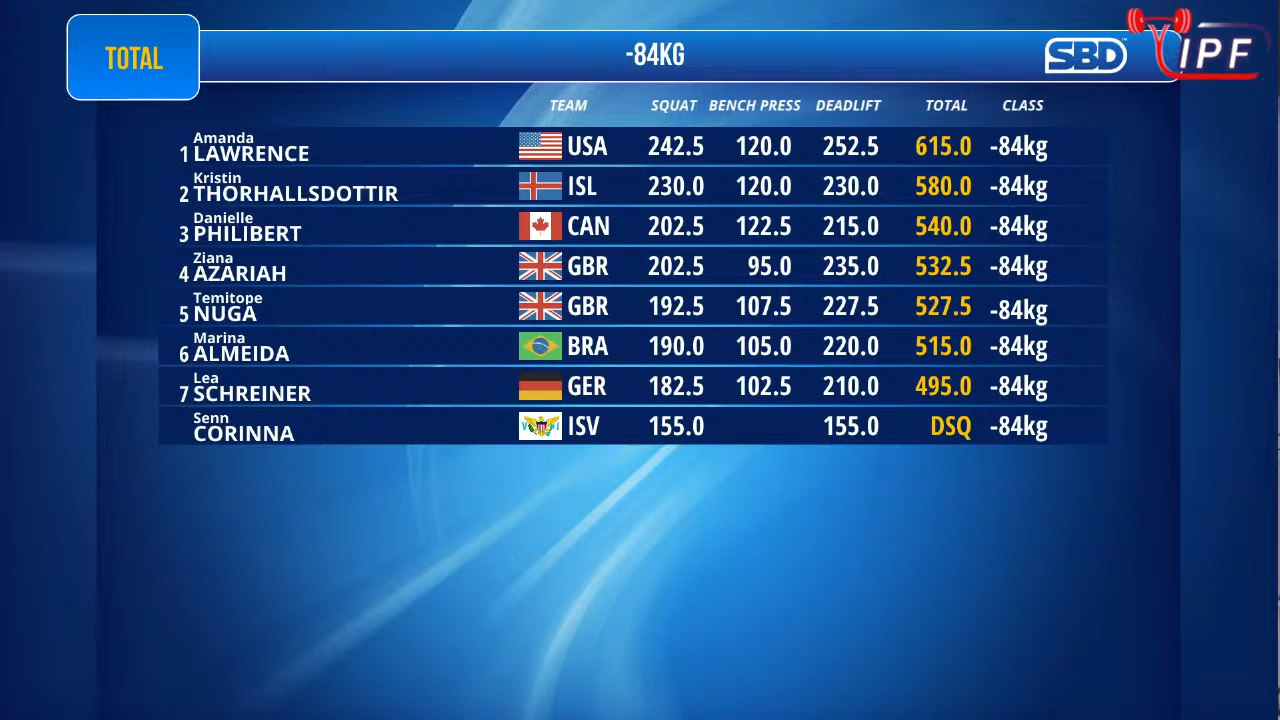 TOTAL -84KG SBD IPF
TEAM SQUAT BENCH PRESS DEADLIFT TOTAL CLASS
Amanda
1 LAWRENCE USA 242.5 120.0 252.5 615.0 -84kg
Kristin
2 THORHALLSDOTTIR ISL 230.0 120.0 230.0 580.0 -84kg
Danielle
3 PHILIBERT CAN 202.5 122.5 215.0 540.0 -84kg
Ziana
4 AZARIAH GBR 202.5 95.0 235.0 532.5 -84kg
Temitope
5 NUGA GBR 192.5 107.5 227.5 527.5 -84kg
Marina
6 ALMEIDA BRA 190.0 105.0 220.0 515.0 -84kg
Lea
7 SCHREINER GER 182.5 102.5 210.0 495.0 -84kg
Senn
CORINNA V I ISV 155.0 155.0 DSQ -84kg